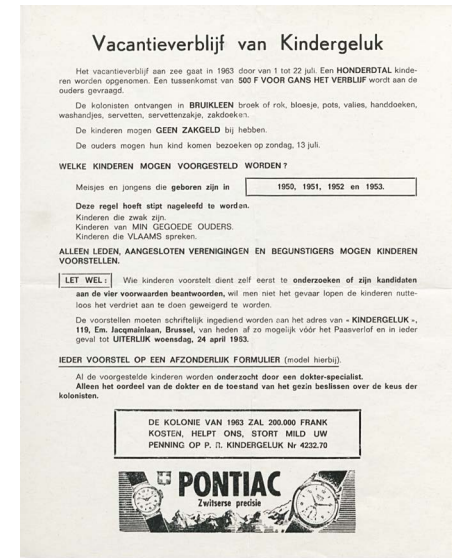 Vacantieverblijf van Kindergeluk
Het vacantieverblijf aan zee gaat in 1963 door van 1 tot 22 juli. Een HONDERDTAL kinde-
ren worden opgenomen. Een tussenkomst van 500 F VOOR GANS HET VERBLIJF wordt aan de
ouders gevraagd.
De kolonisten ontvangen in BRUIKLEEN broek of rok, bloesje, pots, valies, handdoeken,
washandjes, servetten, servettenzakje, zakdoeken.
De kinderen mogen GEEN ZAKGELD bij hebben.
De ouders mogen hun kind komen bezoeken op zondag, 13 juli.
WELKE KINDEREN MOGEN VOORGESTELD WORDEN ?
Meisjes en jongens die geboren zijn in 1950, 1951, 1952 en 1953.
Deze regel hoeft stipt nageleefd te worden.
Kinderen die zwak zijn.
Kinderen van MIN GEGOEDE OUDERS.
Kinderen die VLAAMS spreken.
ALLEEN LEDEN, AANGESLOTEN VERENIGINGEN EN BEGUNSTIGERS MOGEN KINDEREN
VOORSTELLEN.
LET WEL : Wie kinderen voorstelt dient zelf eerst te onderzoeken of zijn kandidaten
aan de vier voorwaarden beantwoorden, wil men niet het gevaar lopen de kinderen nutte-
loos het verdriet aan te doen geweigerd te worden.
De voorstellen moeten schriftelijk ingediend worden aan het adres van « KINDERGELUK »,
119, Em. Jacqmainlaan, Brussel, van heden af zo mogelijk vóór het Paasverlof en in ieder
geval tot UITERLIJK woensdag, 24 april 1963.
IEDER VOORSTEL OP EEN AFZONDERLIJK FORMULIER (model hierbij).
Al de voorgestelde kinderen worden onderzocht door een dokter-specialist.
Alleen het oordeel van de dokter en de toestand van het gezin beslissen over de keus der
kolonisten.
DE KOLONIE VAN 1963 ZAL 200.000 FRANK
KOSTEN, HELPT ONS, STORT MILD UW
PENNING OP P. R. KINDERGELUK Nr 4232.70
PONTIAC
Zwitserse precisie